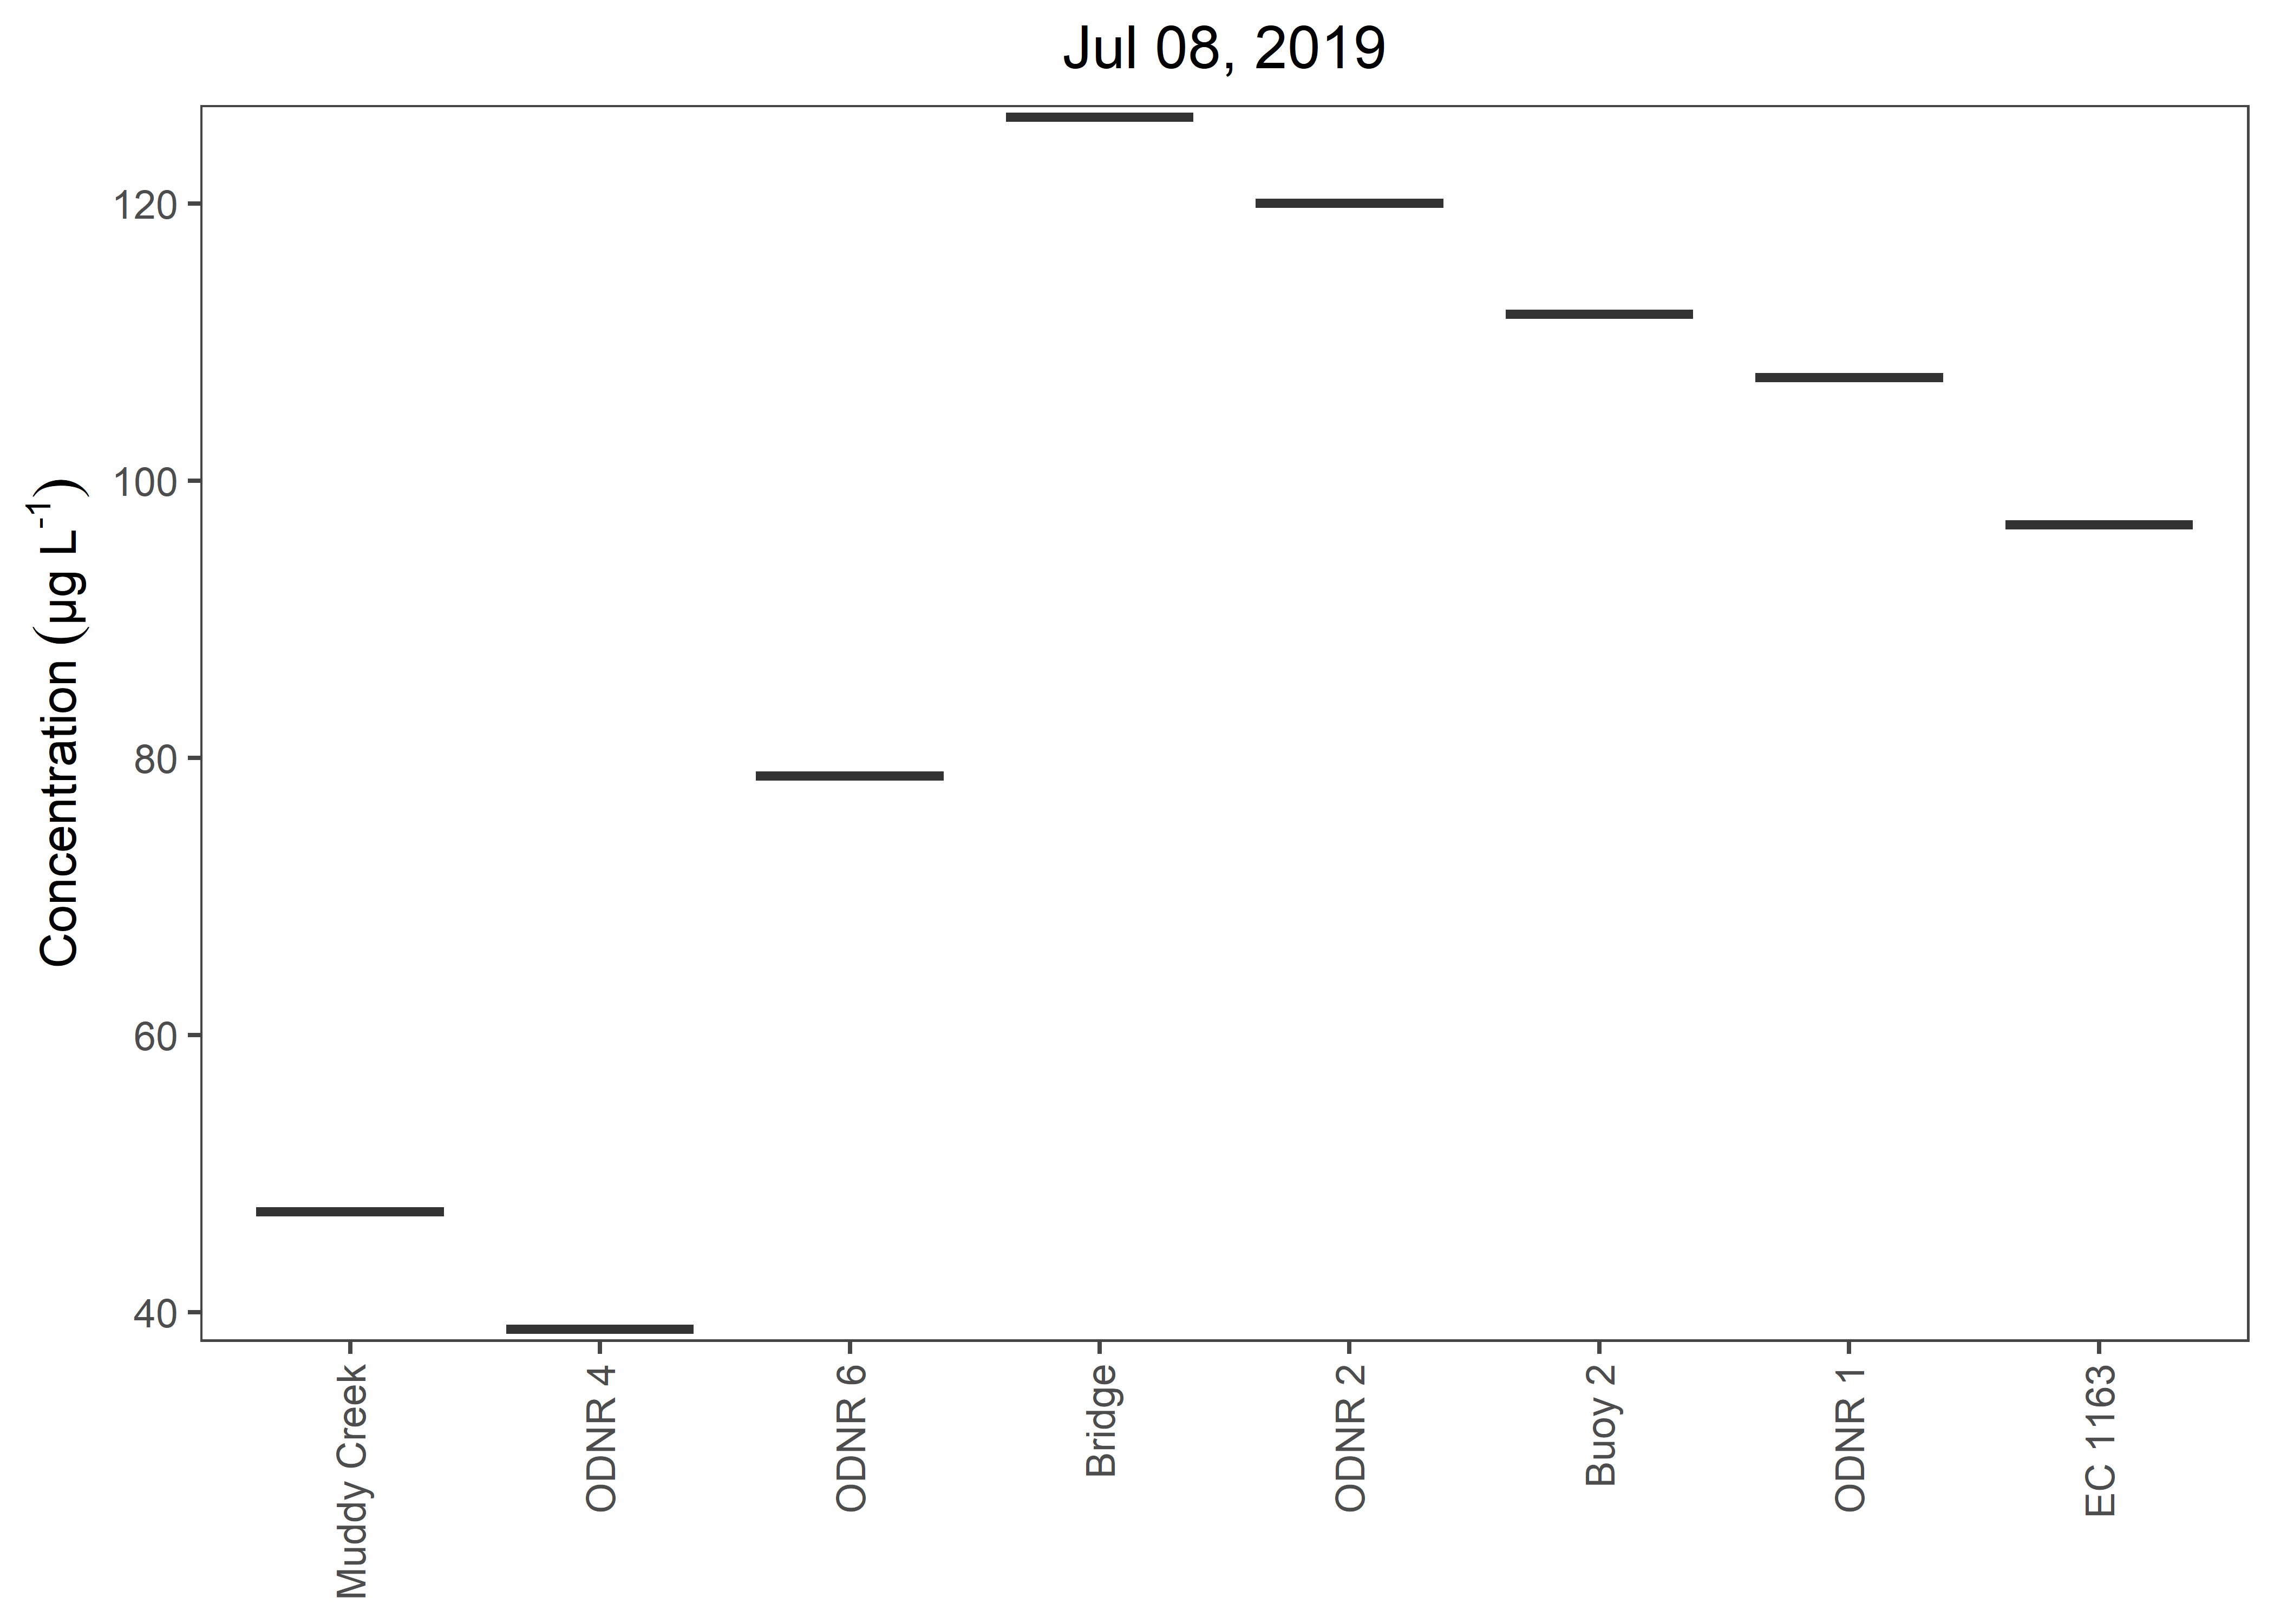 Jul 08, 2019
Concentration (µg L⁻¹)
120
100
80
60
40
Muddy Creek
ODNR 4
ODNR 6
Bridge
ODNR 2
Buoy 2
ODNR 1
EC 1163